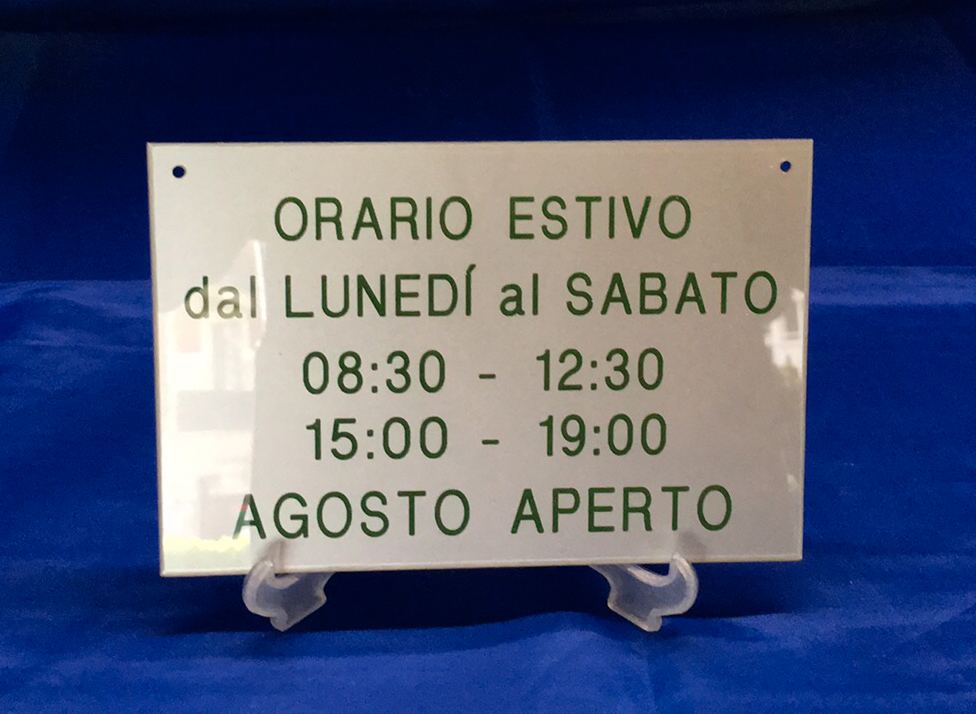 ORARIO ESTIVO
dal LUNEDÍ al SABATO
08:30 - 12:30
15:00 - 19:00
AGOSTO APERTO